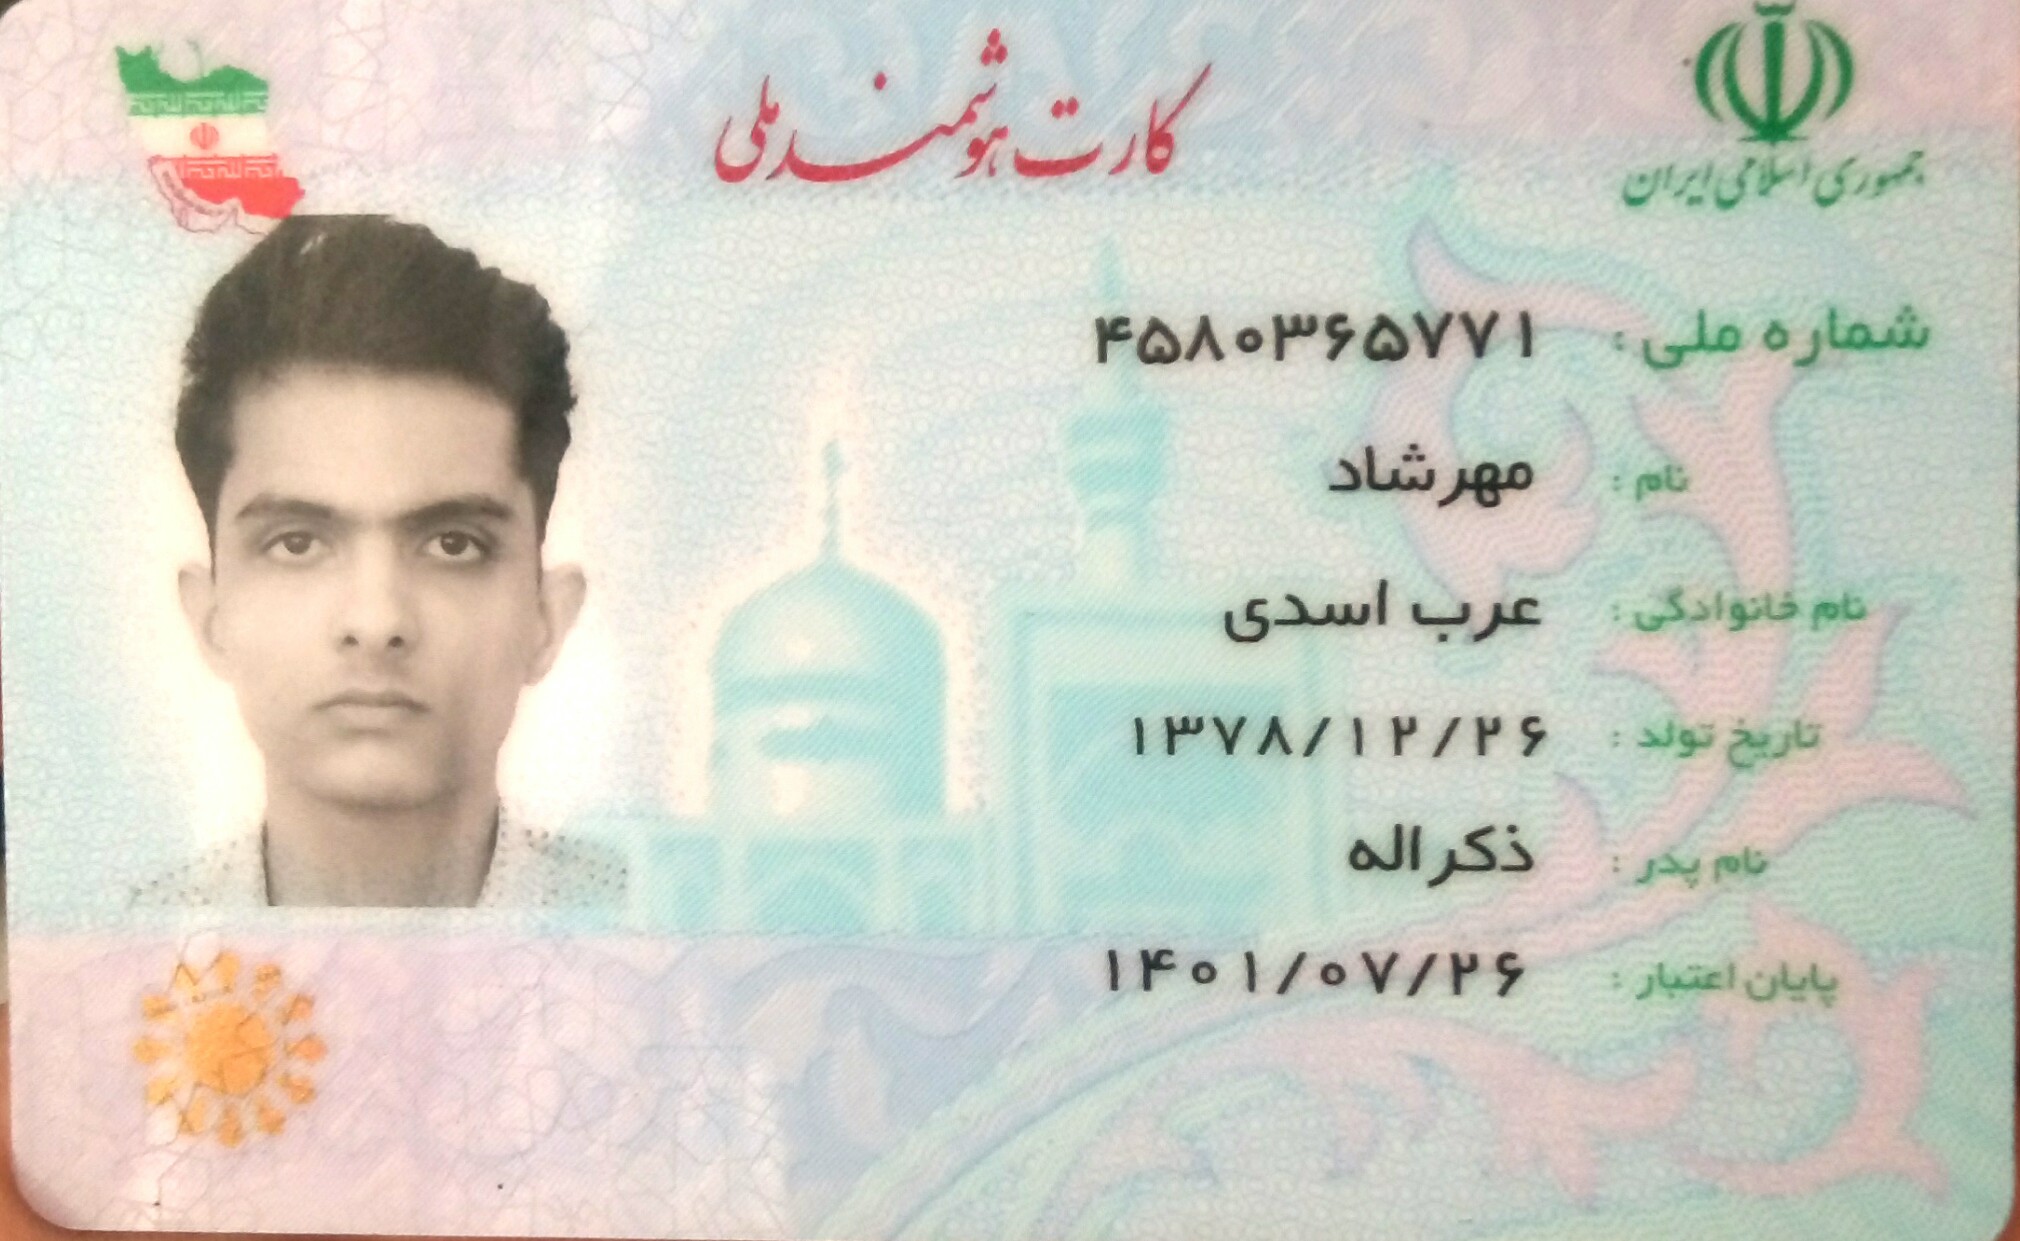 کارت هوشمند ملی
جمهوری اسلامی ایران
شماره ملی : ۴۵۸۰۳۶۵۷۷۱
نام : مهرشاد
نام خانوادگی : عرب اسدی
تاریخ تولد : ۱۳۷۸/۱۲/۲۶
نام پدر : ذکراله
پایان اعتبار : ۱۴۰۱/۰۷/۲۶